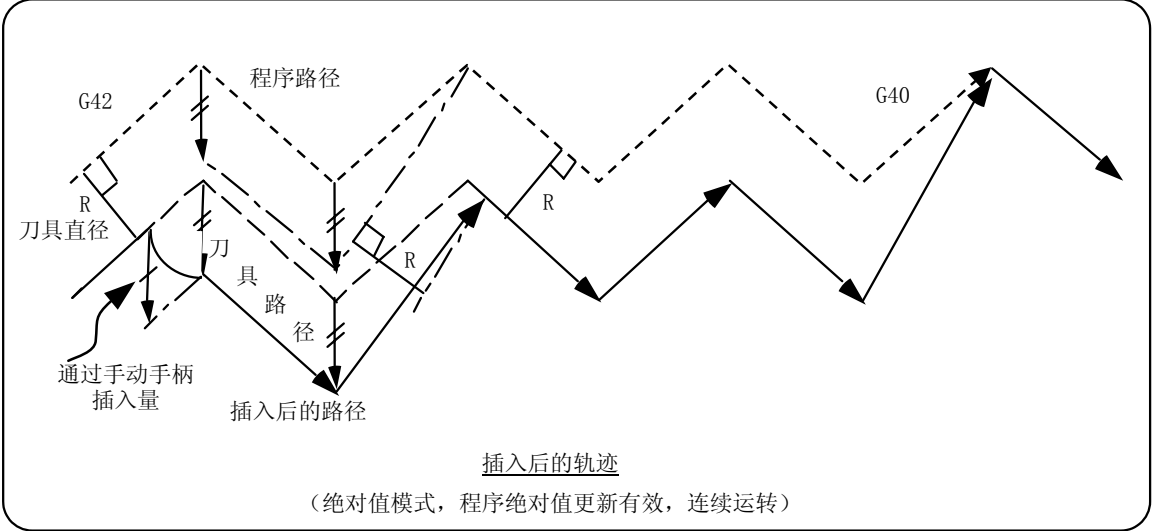 程序路径
G42
G40
R
刀具直径
R
R
刀具路径
通过手动手柄
插入量
插入后的路径
插入后的轨迹
(绝对值模式，程序绝对值更新有效，连续运转)